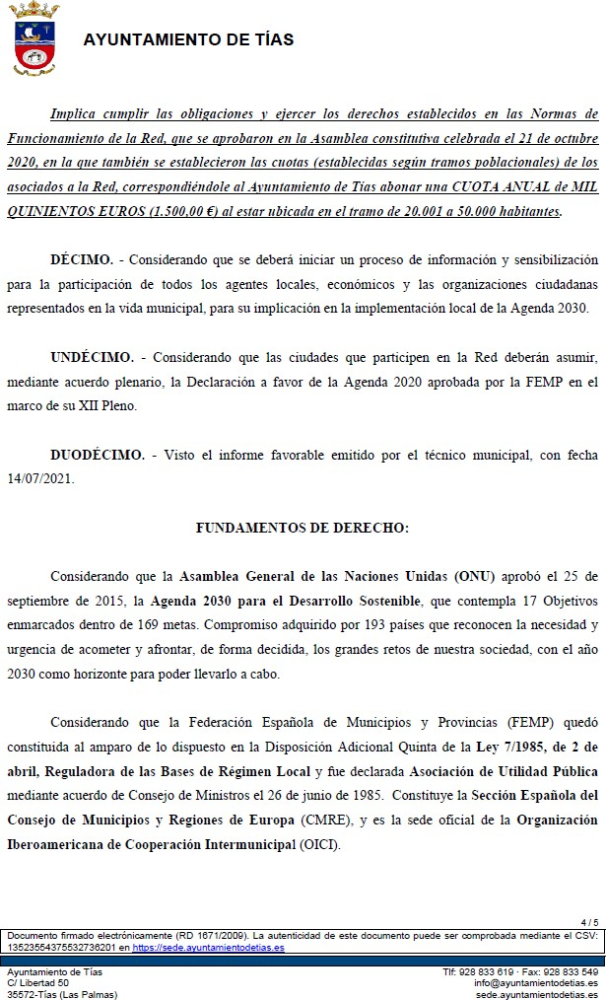 AYUNTAMIENTO DE TÍAS
Implica cumplir las obligaciones y ejercer los derechos establecidos en las Normas de
Funcionamiento de la Red, que se aprobaron en la Asamblea constitutiva celebrada el 21 de octubre
2020, en la que también se establecieron las cuotas (establecidas según tramos poblacionales) de los
asociados a la Red, correspondiéndole al Ayuntamiento de Tías abonar una CUOTA ANUAL de MIL
QUINIENTOS EUROS (1.500,00 €) al estar ubicada en el tramo de 20.001 a 50.000 habitantes.
DÉCIMO. - Considerando que se deberá iniciar un proceso de información y sensibilización
para la participación de todos los agentes locales, económicos y las organizaciones ciudadanas
representados en la vida municipal, para su implicación en la implementación local de la Agenda 2030.
UNDÉCIMO. - Considerando que las ciudades que participen en la Red deberán asumir,
mediante acuerdo plenario, la Declaración a favor de la Agenda 2020 aprobada por la FEMP en el
marco de su XII Pleno.
DUODÉCIMO. - Visto el informe favorable emitido por el técnico municipal, con fecha
14/07/2021.
FUNDAMENTOS DE DERECHO:
Considerando que la Asamblea General de las Naciones Unidas (ONU) aprobó el 25 de
septiembre de 2015, la Agenda 2030 para el Desarrollo Sostenible, que contempla 17 Objetivos
enmarcados dentro de 169 metas. Compromiso adquirido por 193 países que reconocen la necesidad y
urgencia de acometer y afrontar, de forma decidida, los grandes retos de nuestra sociedad, con el año
2030 como horizonte para poder llevarlo a cabo.
Considerando que la Federación Española de Municipios y Provincias (FEMP) quedó
constituida al amparo de lo dispuesto en la Disposición Adicional Quinta de la Ley 7/1985, de 2 de
abril, Reguladora de las Bases de Régimen Local y fue declarada Asociación de Utilidad Pública
mediante acuerdo de Consejo de Ministros el 26 de junio de 1985. Constituye la Sección Española del
Consejo de Municipios y Regiones de Europa (CMRE), y es la sede oficial de la Organización
Iberoamericana de Cooperación Intermunicipal (OICI).
4 / 5
Documento firmado electrónicamente (RD 1671/2009). La autenticidad de este documento puede ser comprobada mediante el CSV:
13523554375532736201 en https://sede.ayuntamientodetias.es
Ayuntamiento de Tías
C/ Libertad 50
35572-Tías (Las Palmas)
Tlf: 928 833 619 · Fax: 928 833 549
info@ayuntamientodetias.es
sede.ayuntamientodetias.es